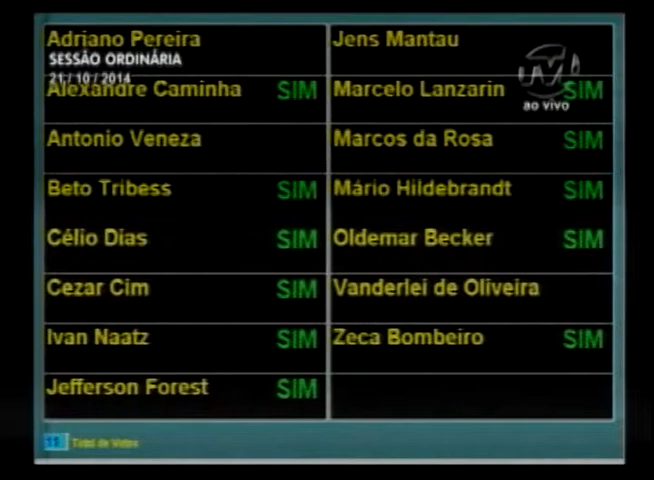 Adriano Pereira
SESSÃO ORDINÁRIA
21 / 10 / 2014
Alexandre Caminha SIM
Antonio Veneza
Beto Tribess SIM
Célio Dias SIM
Cezar Cim SIM
Ivan Naatz SIM
Jefferson Forest SIM
Jens Mantau
Marcelo Lanzarin SIM
ao vivo
Marcos da Rosa SIM
Mário Hildebrandt SIM
Oldemar Becker SIM
Vanderlei de Oliveira
Zeca Bombeiro SIM
11 Total de Votos